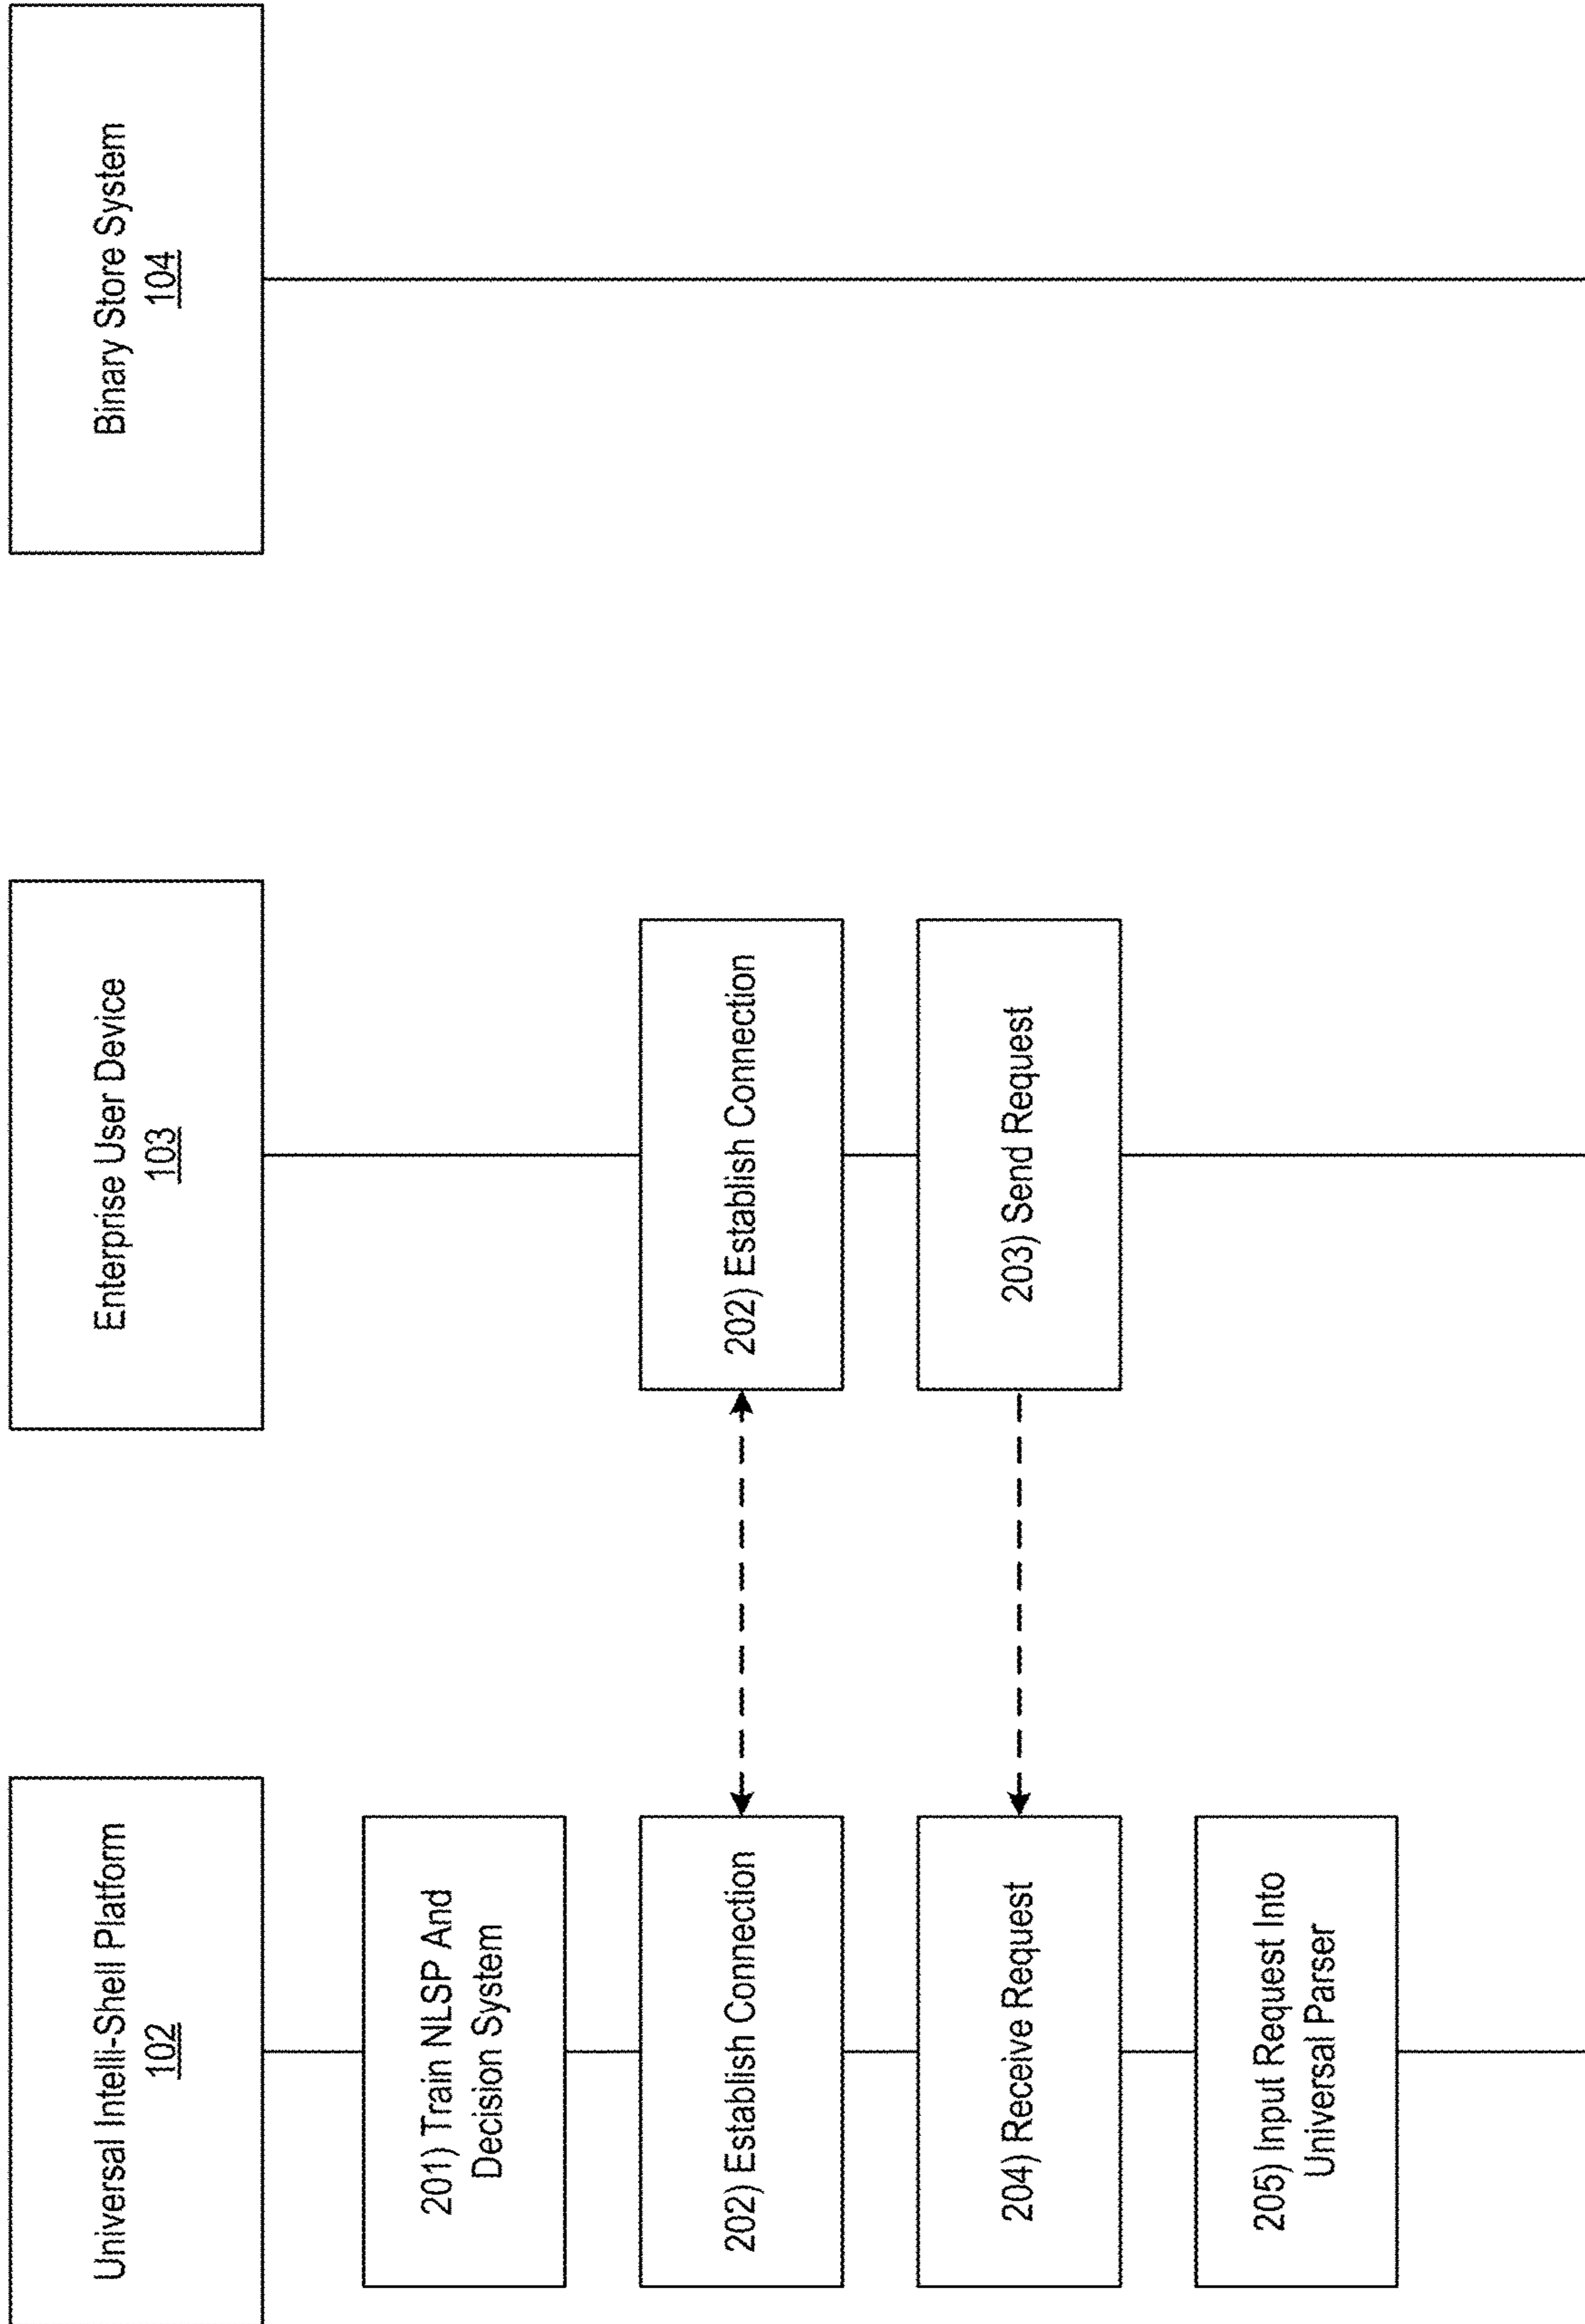 Universal Intelli-Shell Platform
102
Enterprise User Device
103
Binary Store System
104
201) Train NLSP And
Decision System
202) Establish Connection
202) Establish Connection
204) Receive Request
203) Send Request
205) Input Request Into
Universal Parser